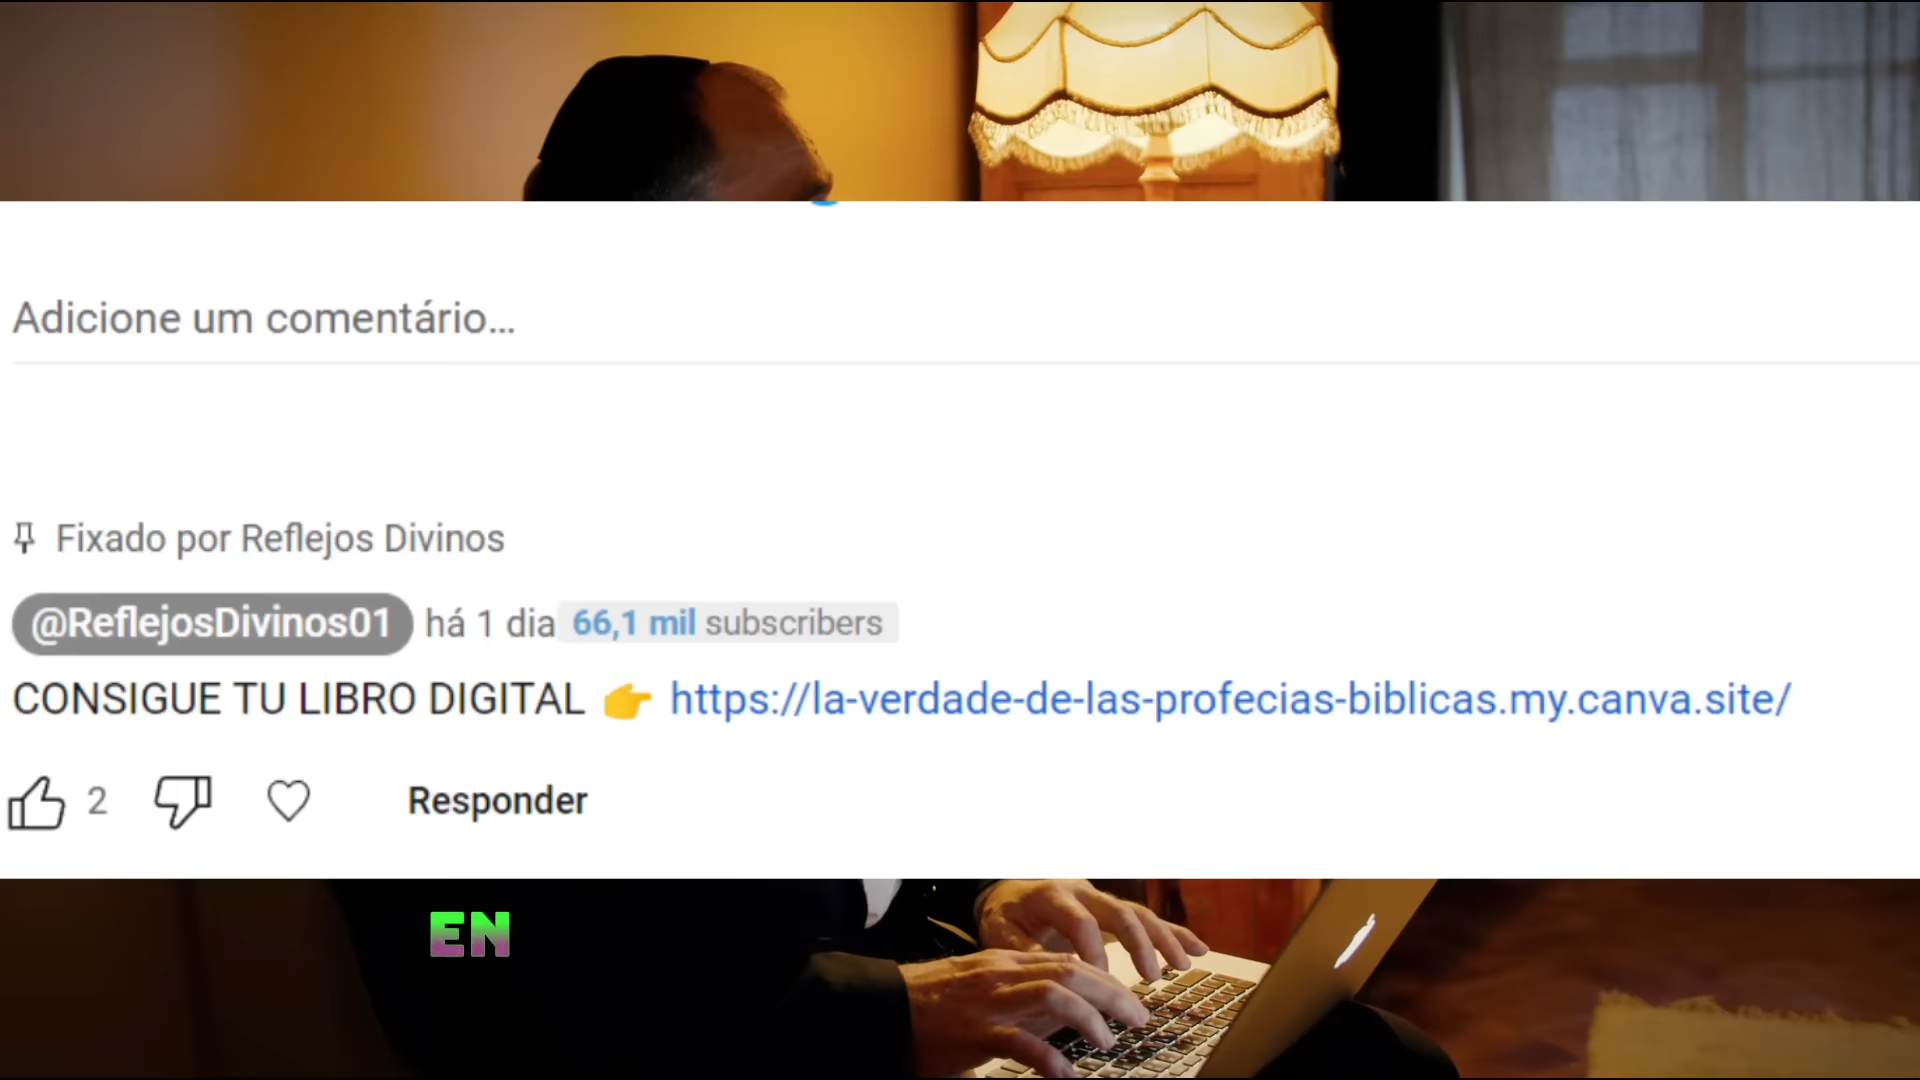 Adicione um comentário...
Fixado por Reflejos Divinos
@ReflejosDivinos01 há 1 dia 66,1 mil subscribers
CONSIGUE TU LIBRO DIGITAL 👉 https://la-verdade-de-las-profecias-biblicas.my.canva.site/
2 Responder
EN